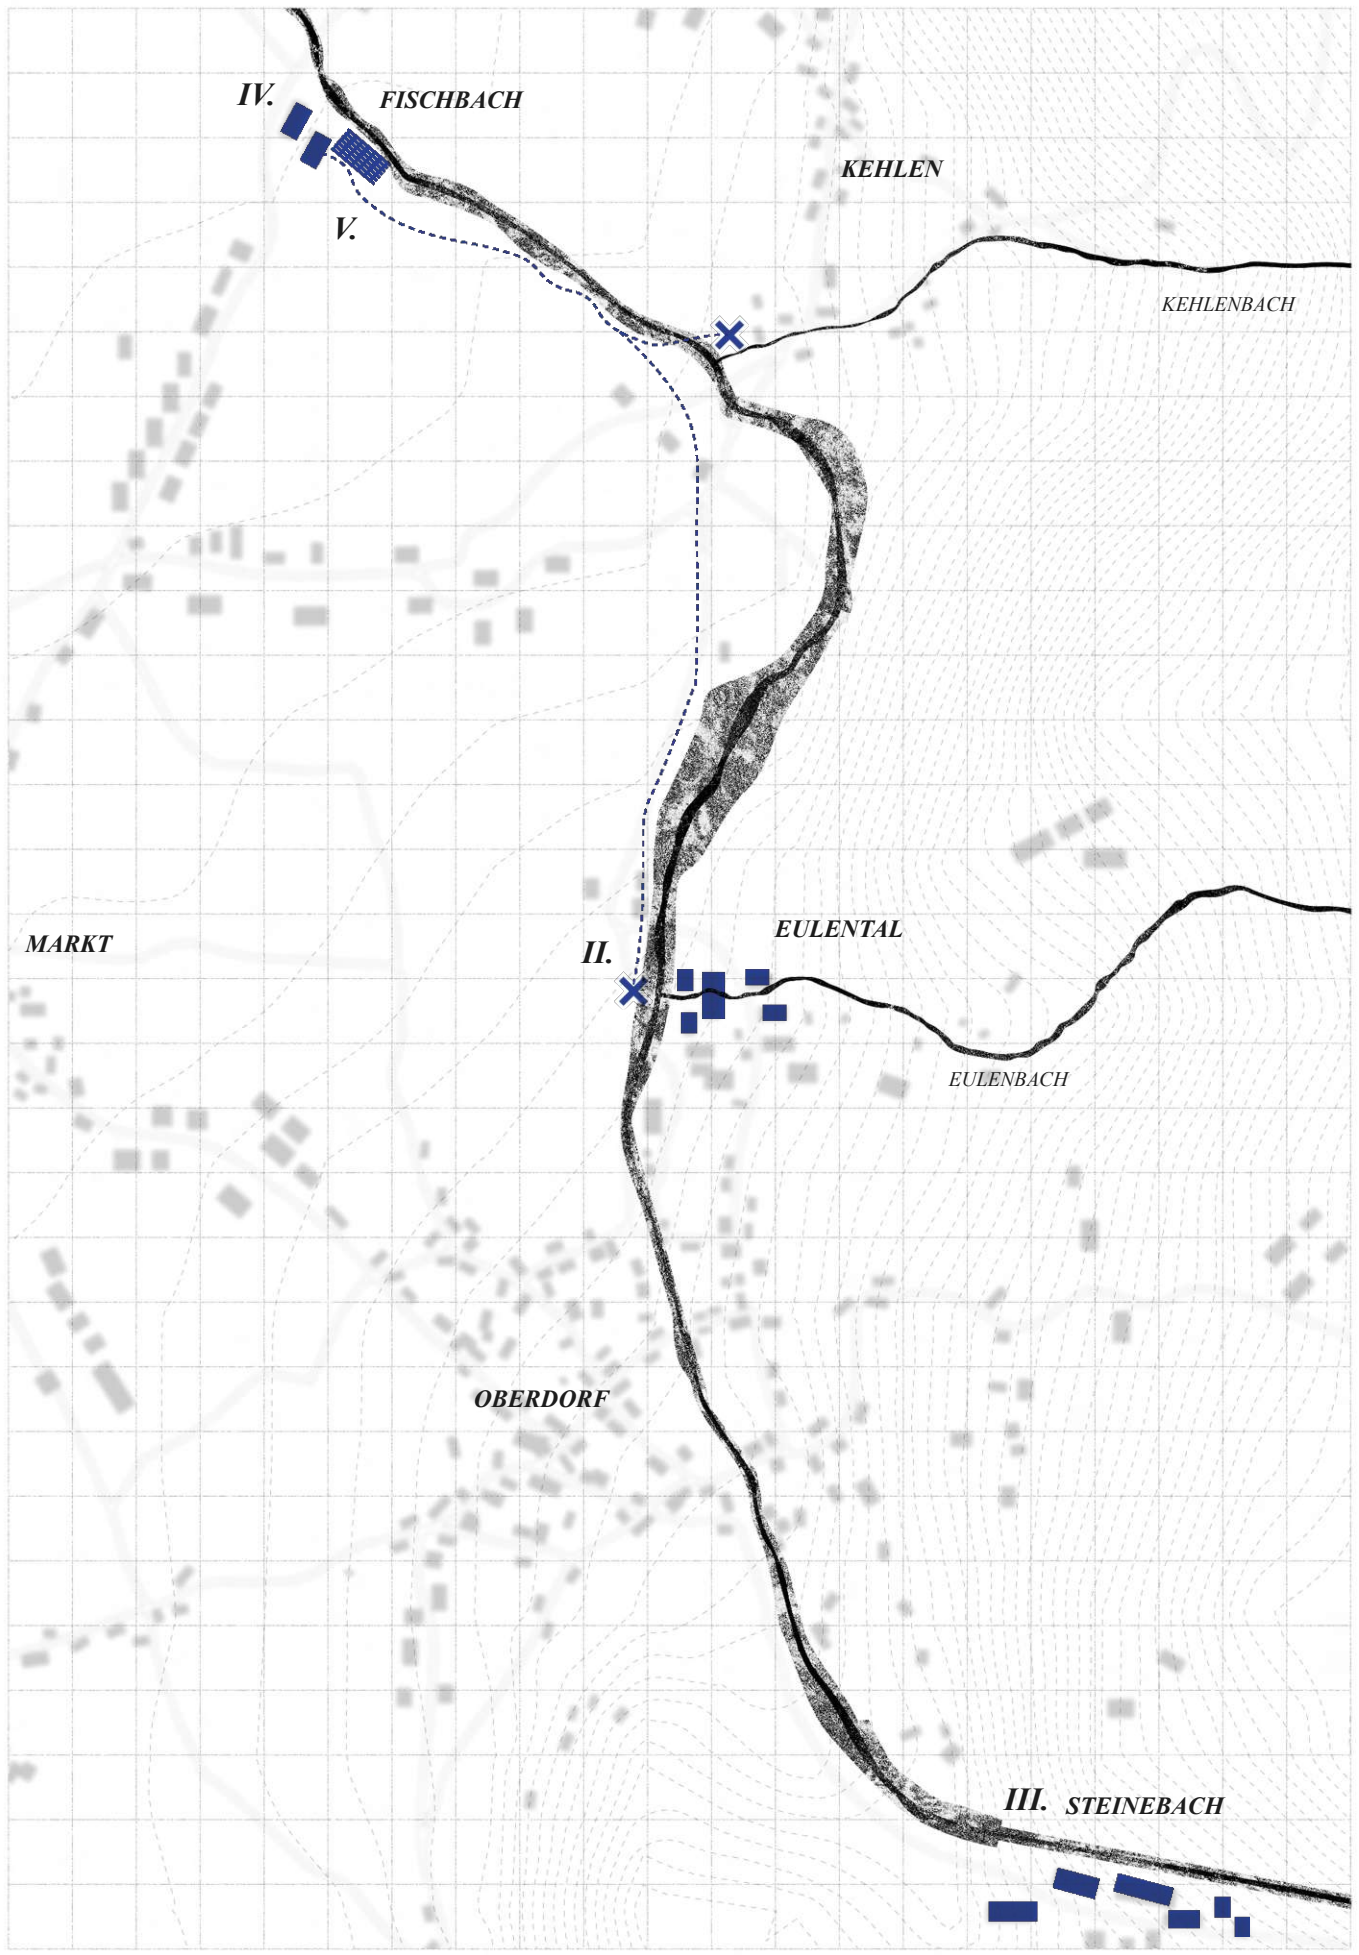 IV.
FISCHBACH
KEHLEN
V.
KEHLENBACH
EULENTAL
MARKT
II.
EULENBACH
OBERDORF
III. STEINEBACH